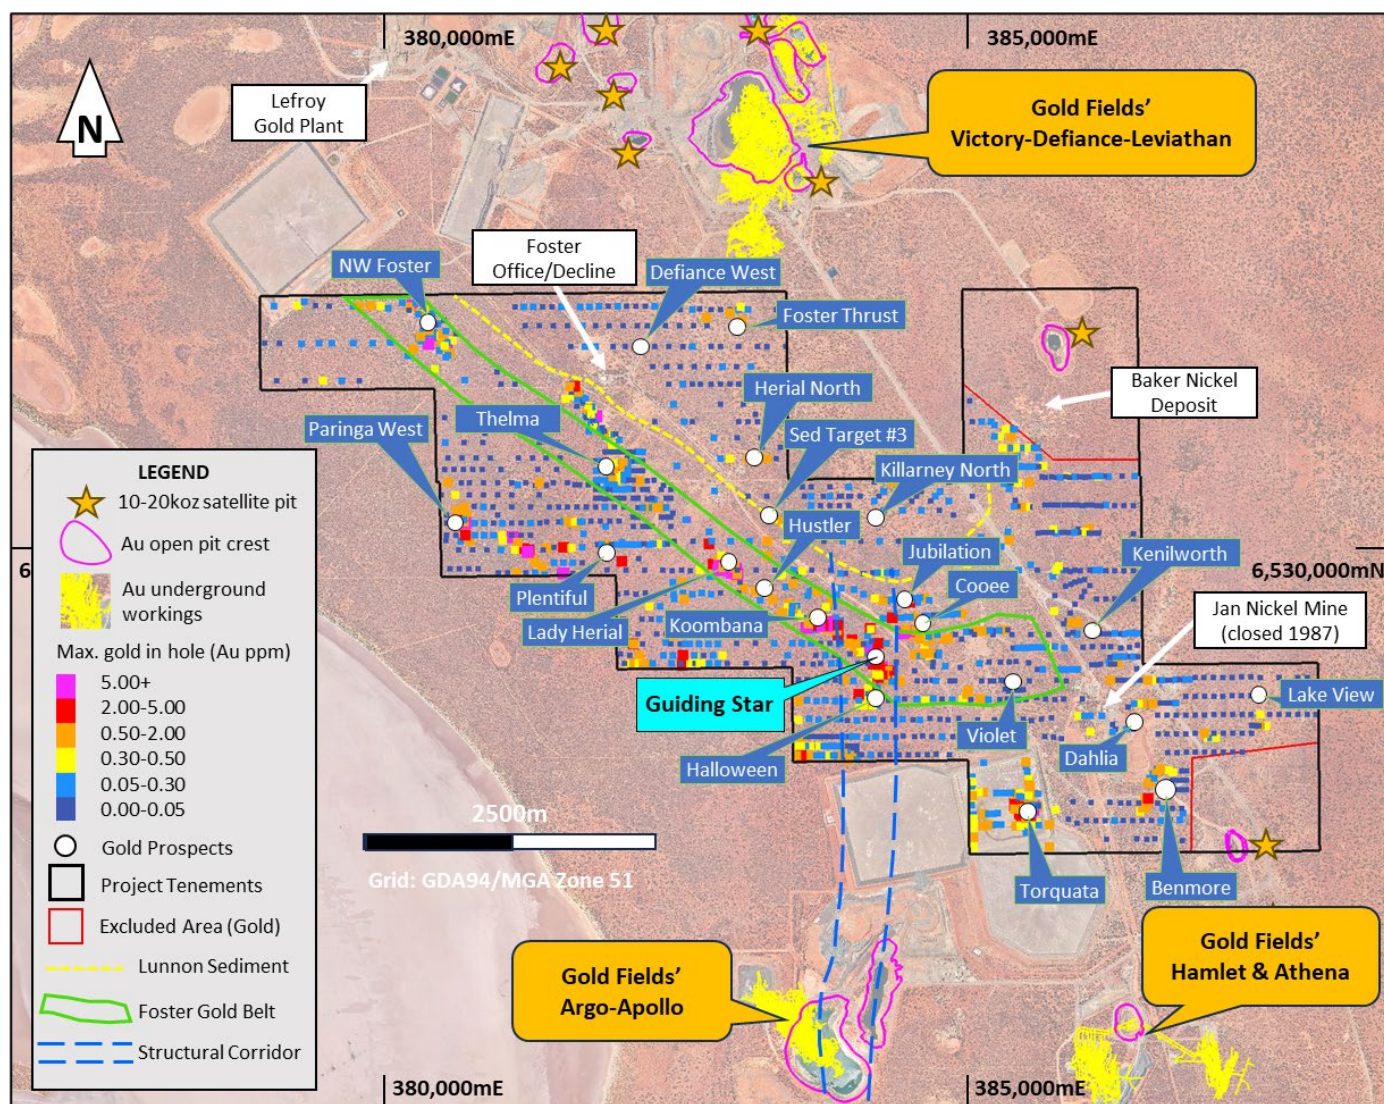 380,000mE
385,000mE
Lefroy
Gold Plant
Gold Fields’
Victory-Defiance-Leviathan
N
Foster
Office/Decline
NW Foster
Defiance West
Foster Thrust
Baker Nickel
Deposit
Herial North
Thelma
Paringa West
Sed Target #3
Killarney North
Hustler
Jubilation
Kenilworth
Cooee
6
6,530,000mN
Plentiful
Lady Herial
Koombana
Jan Nickel Mine
(closed 1987)
Guiding Star
Lake View
Violet
Dahlia
Halloween
2500m
Grid: GDA94/MGA Zone 51
Torquata
Benmore
Gold Fields’
Argo-Apollo
Gold Fields’
Hamlet & Athena
LEGEND
10-20koz satellite pit
Au open pit crest
Au underground
workings
Max. gold in hole (Au ppm)
5.00+
2.00-5.00
0.50-2.00
0.30-0.50
0.05-0.30
0.00-0.05
Gold Prospects
Project Tenements
Excluded Area (Gold)
Lunnon Sediment
Foster Gold Belt
Structural Corridor
380,000mE
385,000mE